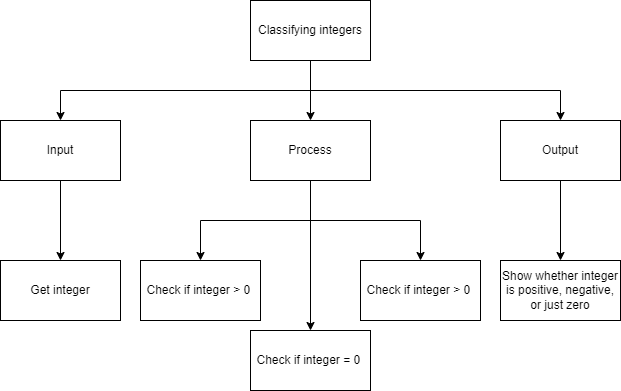 Classifying integers
Input
Process
Output
Get integer
Check if integer > 0
Check if integer > 0
Show whether integer
is positive, negative,
or just zero
Check if integer = 0